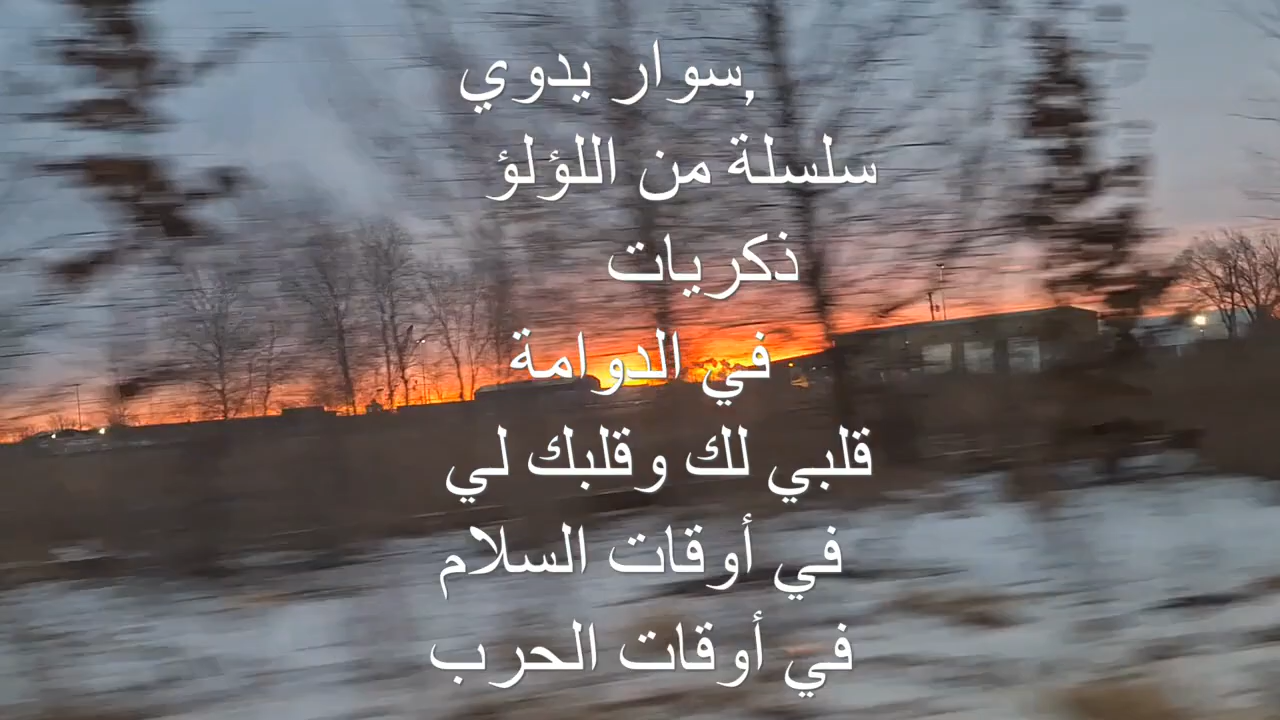 سوار يدوي,
سلسلة من اللؤلؤ
ذكريات
في الدوامة
قلبي لك وقلبك لي
في أوقات السلام
في أوقات الحرب